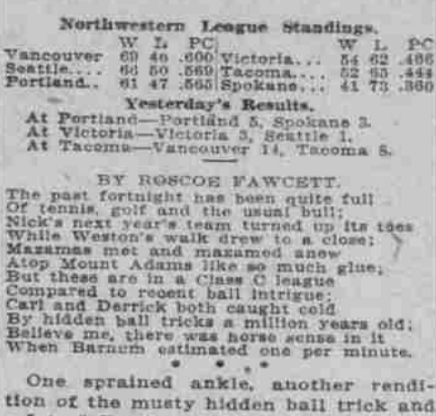 Northwestern League Standings.
W L PC W L PC
Vancouver 69 46 .600 Victoria... 54 62 .466
Seattle.... 66 50 .569 Tacoma.... 52 65 .444
Portland.. 61 47 .565 Spokane... 41 73 .360
Yesterday's Results.
At Portland—Portland 5, Spokane 3.
At Victoria—Victoria 3, Seattle 1.
At Tacoma—Vancouver 14, Tacoma 8.
BY ROSCOE FAWCETT.
The past fortnight has been quite full
Of tennis, golf and the usual bull;
Nick's next year's team turned up its toes
While Weston's walk drew to a close;
Mazamas met and mazamed anew
Atop Mount Adams like so much glue;
But these are in a Class C league
Compared to recent ball intrigue;
Carl and Derrick both caught cold
By hidden ball tricks a million years old;
Believe me, there was horse sense in it
When Barnum estimated one per minute.
* * *
One sprained ankle, another rendi-
tion of the musty hidden ball trick and